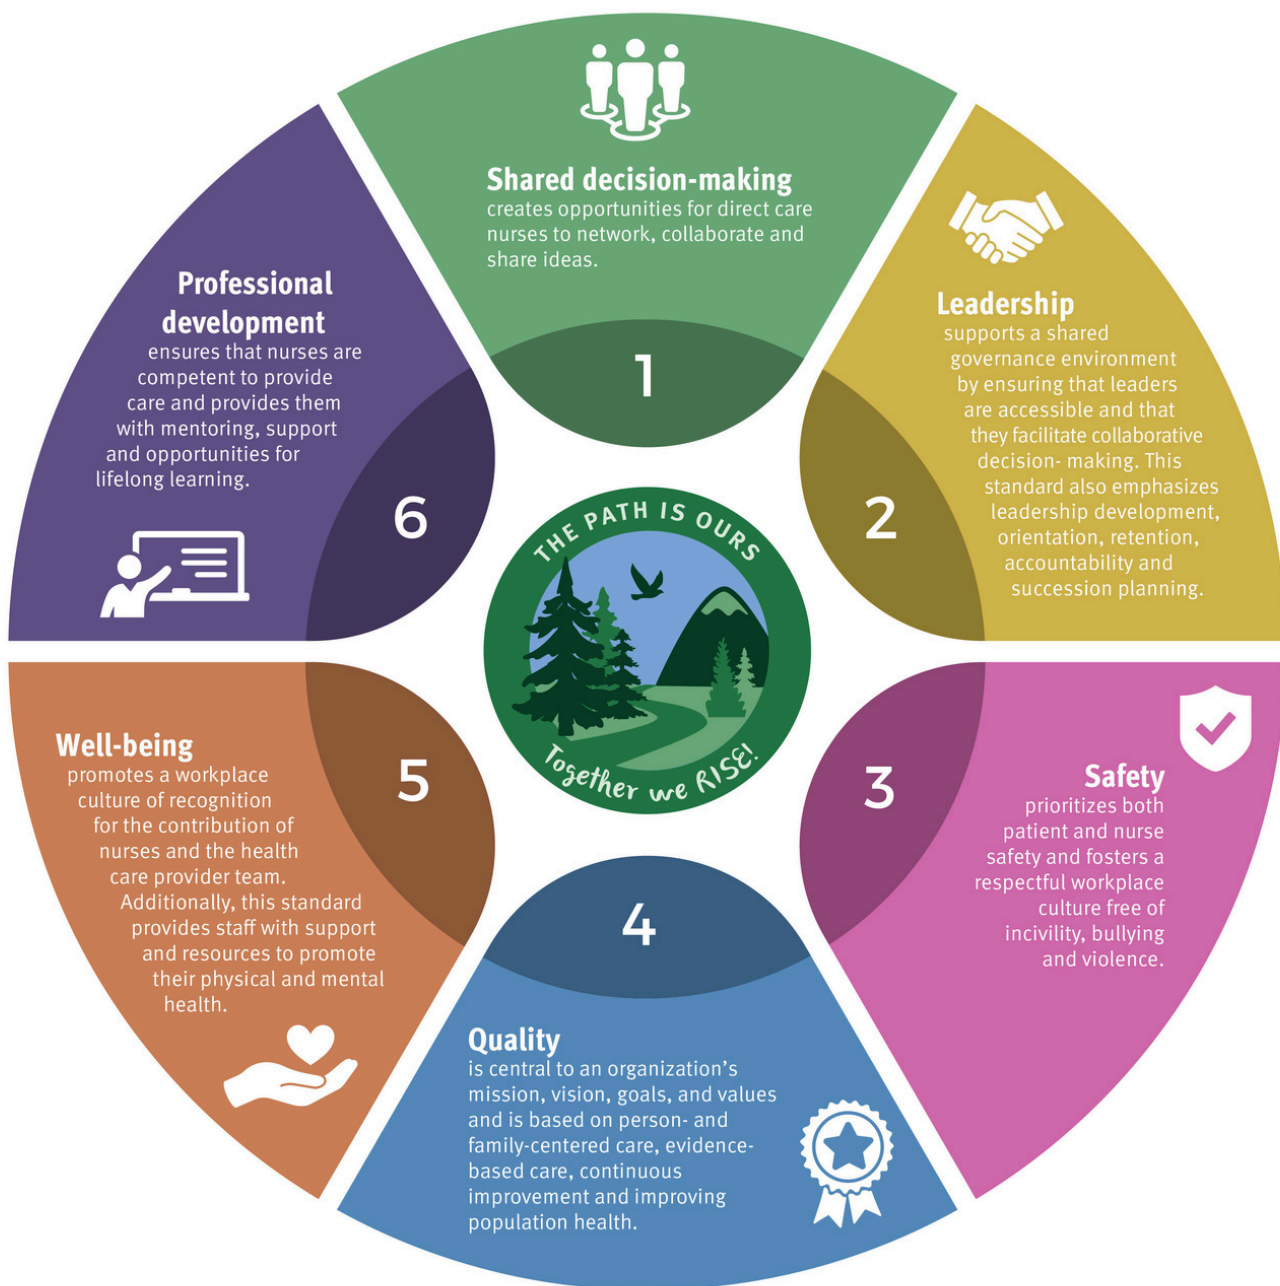 Shared decision-making
creates opportunities for direct care
nurses to network, collaborate and
share ideas.
1
Leadership
supports a shared
governance environment
by ensuring that leaders
are accessible and that
they facilitate collaborative
decision- making. This
standard also emphasizes
leadership development,
orientation, retention,
accountability and
succession planning.
2
Safety
prioritizes both
patient and nurse
safety and fosters a
respectful workplace
culture free of
incivility, bullying
and violence.
3
Quality
is central to an organization’s
mission, vision, goals, and values
and is based on person- and
family-centered care, evidence-
based care, continuous
improvement and improving
population health.
4
Well-being
promotes a workplace
culture of recognition
for the contribution of
nurses and the health
care provider team.
Additionally, this standard
provides staff with support
and resources to promote
their physical and mental
health.
5
Professional
development
ensures that nurses are
competent to provide
care and provides them
with mentoring, support
and opportunities for
lifelong learning.
6
THE PATH IS OURS
Together we RISE!